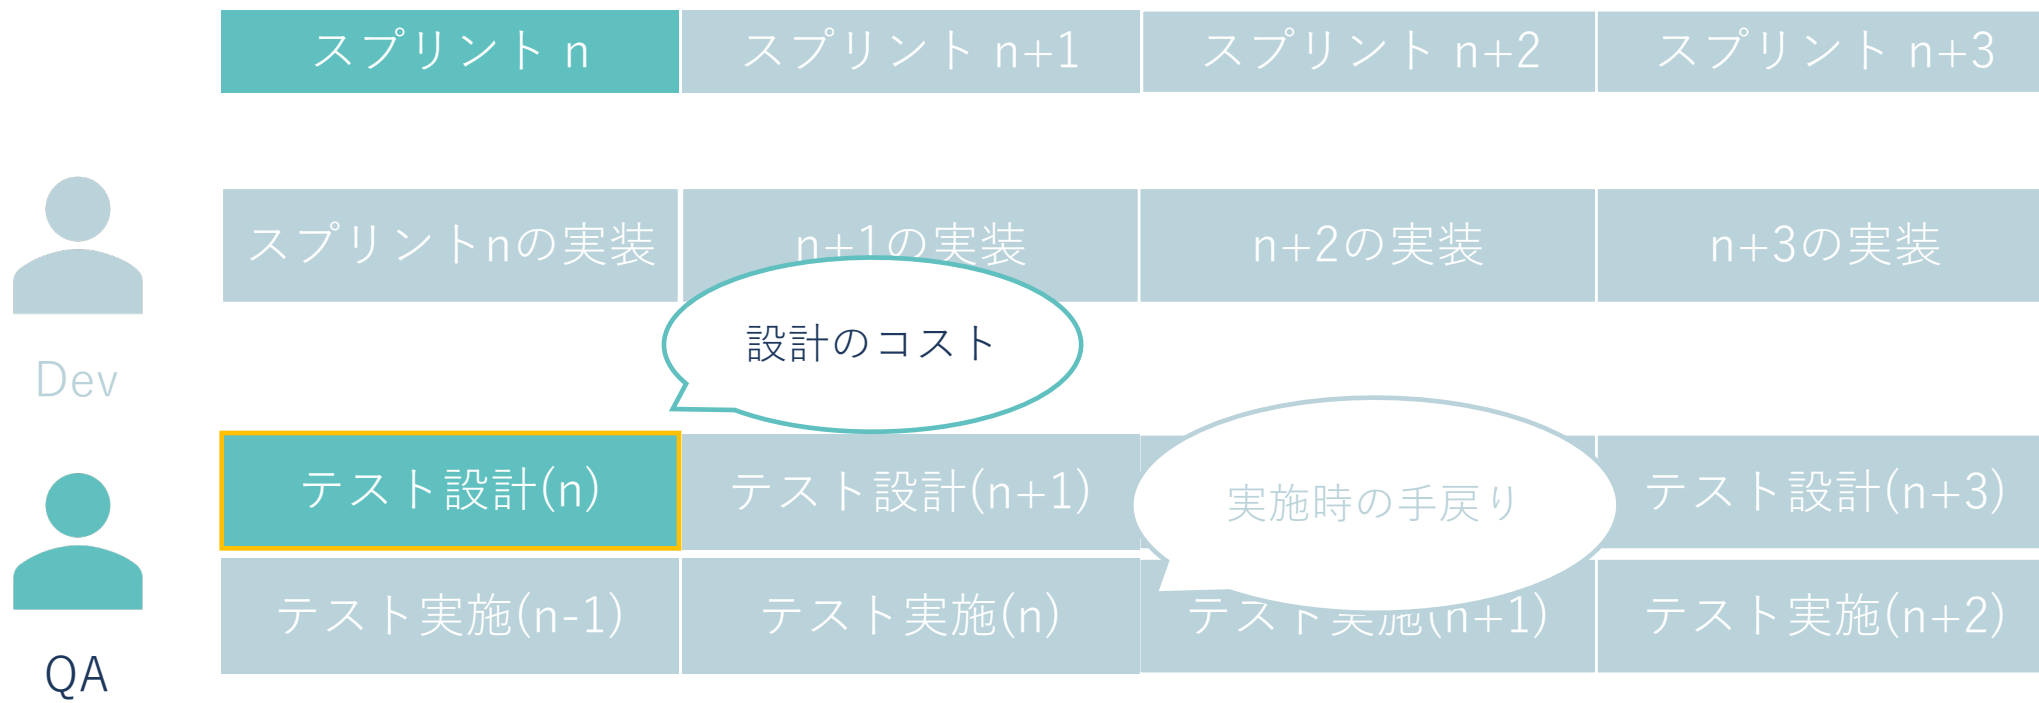 スプリント n
スプリント n+1
スプリント n+2
スプリント n+3
スプリントnの実装
n+1の実装
n+2の実装
n+3の実装
Dev
設計のコスト
テスト設計(n)
テスト設計(n+1)
実施時の手戻り
テスト設計(n+3)
テスト実施(n-1)
テスト実施(n)
テスト実施(n+1)
テスト実施(n+2)
QA